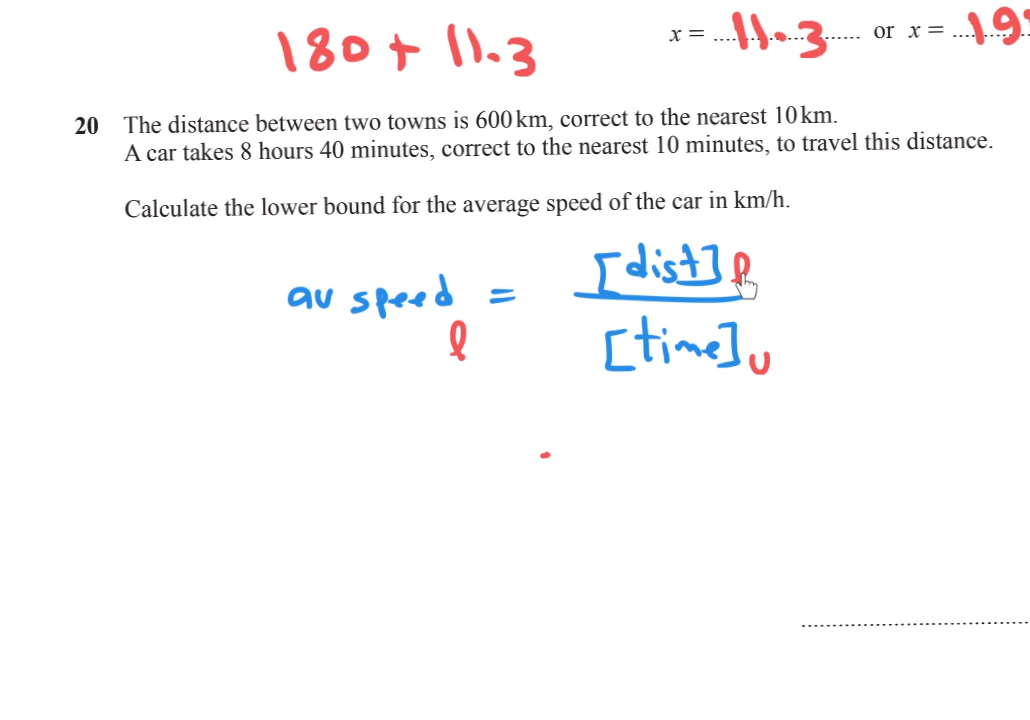 180 + 11.3
x = ...11.3... or x = ...19
20 The distance between two towns is 600 km, correct to the nearest 10 km.
A car takes 8 hours 40 minutes, correct to the nearest 10 minutes, to travel this distance.
Calculate the lower bound for the average speed of the car in km/h.
av speed l = [dist] l
[time] u